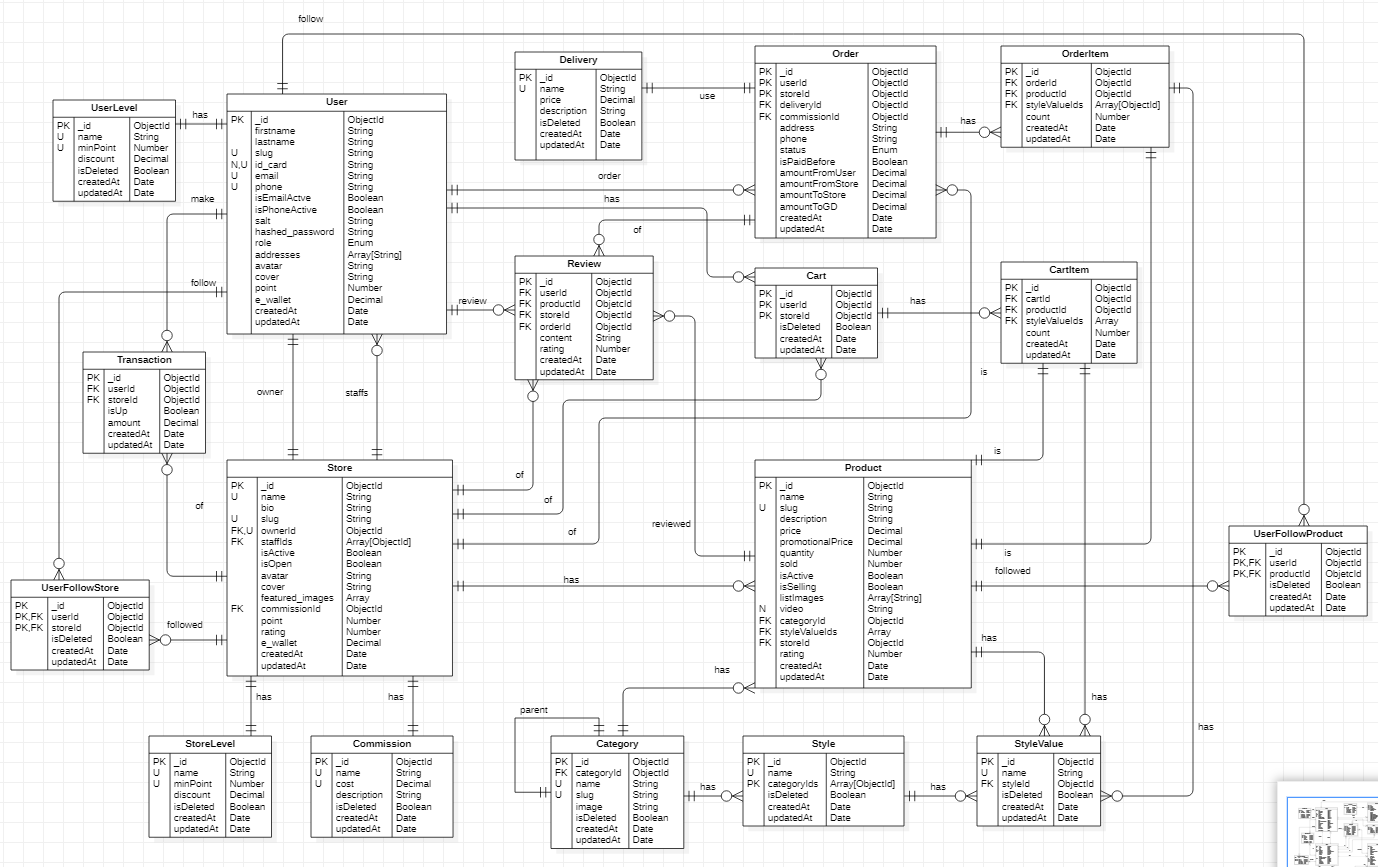 follow
UserLevel
PK _id ObjectId
U name String
U minPoint Number
discount Decimal
isDeleted Boolean
createdAt Date
updatedAt Date
has
make
follow
User
PK _id ObjectId
firstname String
lastname String
U slug String
N,U id_card String
U email String
U phone String
isEmailActve Boolean
isPhoneActive Boolean
salt String
hashed_password String
role Enum
addresses Array[String]
avatar String
cover String
point Number
e_wallet Decimal
createdAt Date
updatedAt Date
Delivery
PK _id ObjectId
U name String
price Decimal
description String
isDeleted Boolean
createdAt Date
updatedAt Date
use
order
has
of
review
Order
PK _id ObjectId
PK userId ObjectId
PK storeId ObjectId
FK deliveryId ObjectId
FK commissionId ObjectId
address String
phone String
status Enum
isPaidBefore Boolean
amountFromUser Decimal
amountFromStore Decimal
amountToStore Decimal
amountToGD Decimal
createdAt Date
updatedAt Date
has
OrderItem
PK _id ObjectId
FK orderId ObjectId
FK productId ObjectId
FK styleValueIds Array[ObjectId]
count Number
createdAt Date
updatedAt Date
Review
PK _id ObjectId
FK userId ObjectId
FK productId ObjetcId
FK storeId ObjectId
FK orderId ObjectId
content String
rating Number
createdAt Date
updatedAt Date
Cart
PK _id ObjectId
PK userId ObjectId
PK storeId ObjectId
isDeleted Boolean
createdAt Date
updatedAt Date
has
CartItem
PK _id ObjectId
FK cartId ObjectId
FK productId ObjectId
FK styleValueIds Array
count Number
createdAt Date
updatedAt Date
is
Transaction
PK _id ObjectId
FK userId ObjectId
FK storeId ObjectId
isUp Boolean
amount Decimal
createdAt Date
updatedAt Date
owner
staffs
of
Store
PK _id ObjectId
U name String
bio String
U slug String
FK,U ownerId ObjectId
FK staffIds Array[ObjectId]
isActive Boolean
isOpen Boolean
avatar String
cover String
featured_images Array
FK commissionId ObjectId
point Number
rating Number
e_wallet Decimal
createdAt Date
updatedAt Date
of
of
of
has
reviewed
Product
PK _id ObjectId
name String
U slug String
description String
price Decimal
promotionalPrice Decimal
quantity Number
sold Number
isActive Boolean
isSelling Boolean
listImages Array[String]
N video String
FK categoryId ObjectId
FK styleValueIds Array
FK storeId ObjectId
rating Number
createdAt Date
updatedAt Date
is
is
followed
has
UserFollowProduct
PK _id ObjectId
PK,FK userId ObjectId
PK,FK productId ObjetcId
isDeleted Boolean
createdAt Date
updatedAt Date
UserFollowStore
PK _id ObjectId
PK,FK userId ObjectId
PK,FK storeId ObjectId
isDeleted Boolean
createdAt Date
updatedAt Date
followed
has
has
has
parent
has
has
StoreLevel
PK _id ObjectId
U name String
U minPoint Number
discount Decimal
isDeleted Boolean
createdAt Date
updatedAt Date
Commission
PK _id ObjectId
U name String
U cost Decimal
description String
isDeleted Boolean
createdAt Date
updatedAt Date
Category
PK _id ObjectId
FK categoryId ObjectId
U name String
U slug String
image String
isDeleted Boolean
createdAt Date
updatedAt Date
has
Style
PK _id ObjectId
U name String
PK categoryIds Array[ObjectId]
isDeleted Boolean
createdAt Date
updatedAt Date
has
StyleValue
PK _id ObjectId
U name String
FK styleId ObjectId
isDeleted Boolean
createdAt Date
updatedAt Date